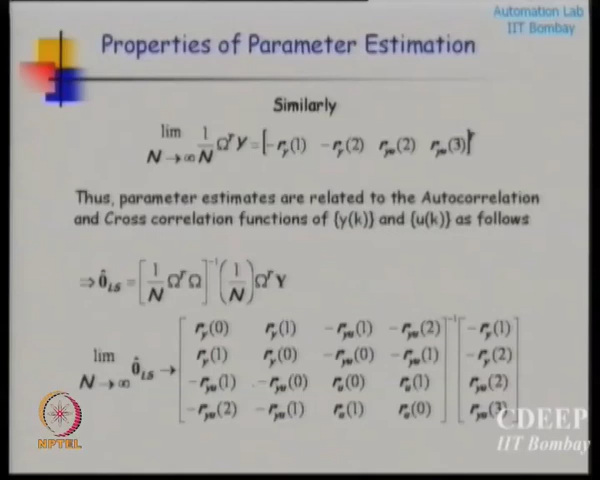 Automation Lab
IIT Bombay
Properties of Parameter Estimation
Similarly
lim N→∞ 1/N Ωᵀ Y = [−r_y(1) −r_y(2) r_yu(2) r_yu(3)]ᵀ
Thus, parameter estimates are related to the Autocorrelation
and Cross correlation functions of {y(k)} and {u(k)} as follows
⇒ θ̂_LS = [1/N Ωᵀ Ω]⁻¹ (1/N) Ωᵀ Y
lim N→∞ θ̂_LS → [ r_y(0) r_y(1) −r_yu(1) −r_yu(2)
r_y(1) r_y(0) −r_yu(0) −r_yu(1)
−r_yu(1) −r_yu(0) r_u(0) r_u(1)
−r_yu(2) −r_yu(1) r_u(1) r_u(0) ]⁻¹ [ −r_y(1)
−r_y(2)
r_yu(2)
r_yu(3) ]
NPTEL
CDEEP
IIT Bombay